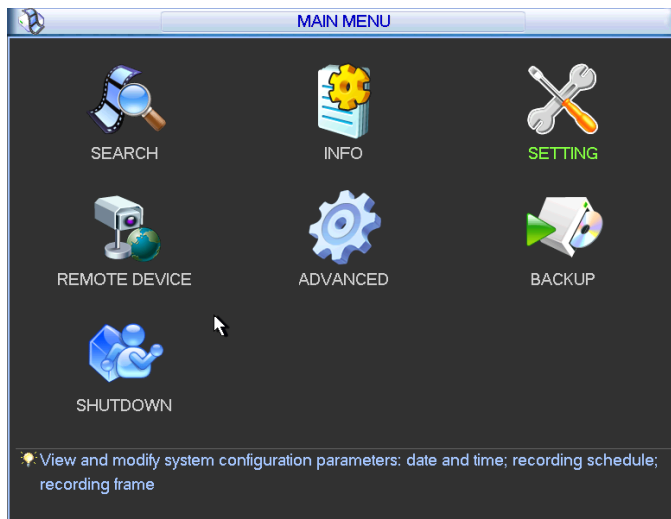 MAIN MENU
SEARCH INFO SETTING
REMOTE DEVICE ADVANCED BACKUP
SHUTDOWN
View and modify system configuration parameters: date and time; recording schedule;
recording frame